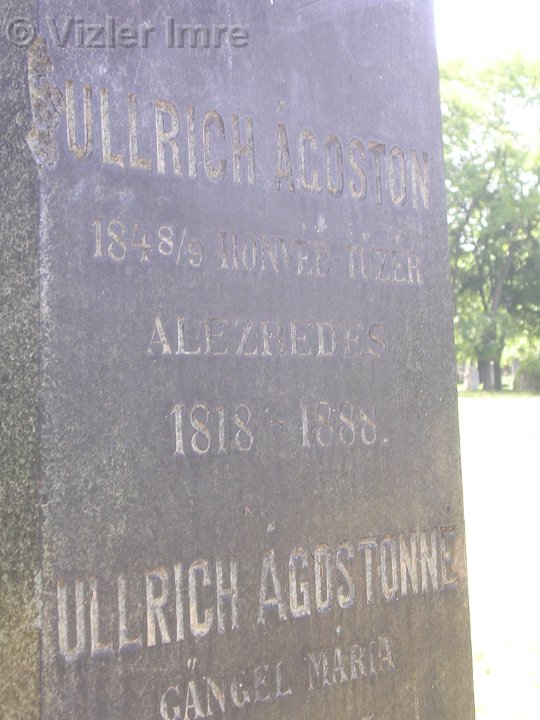 © Vizler Imre
ULLRICH ÁGOSTON
1848/9 HONVÉD-TÜZÉR
ALEZREDES
1818 - 1888.
ULLRICH ÁGOSTONNÉ
GÄNGEL MÁRIA